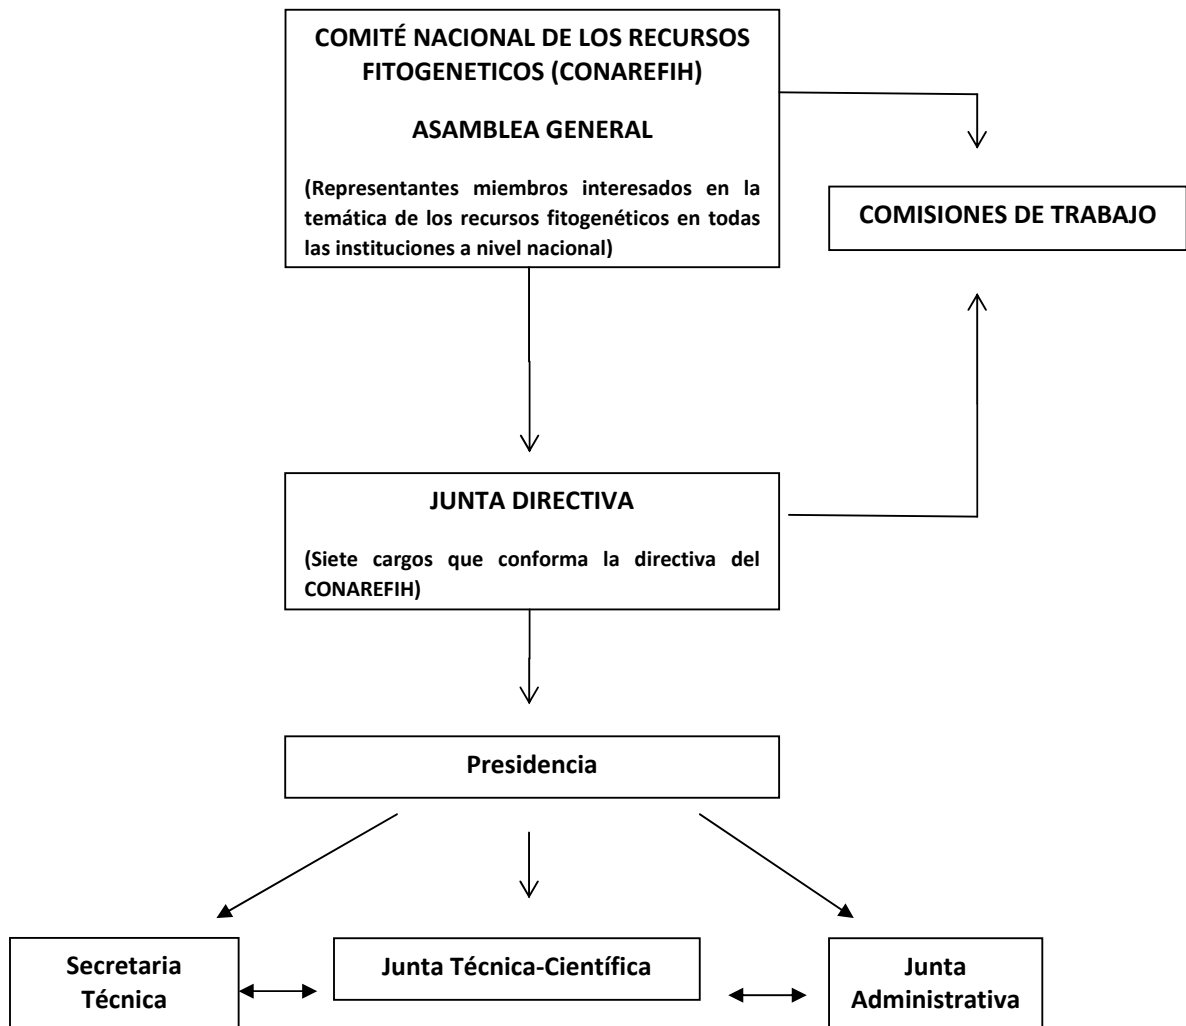 COMITÉ NACIONAL DE LOS RECURSOS
FITOGENETICOS (CONAREFIH)
ASAMBLEA GENERAL
(Representantes miembros interesados en la
temática de los recursos fitogenéticos en todas
las instituciones a nivel nacional)
COMISIONES DE TRABAJO
JUNTA DIRECTIVA
(Siete cargos que conforma la directiva del
CONAREFIH)
Presidencia
Secretaria
Técnica
Junta Técnica-Científica
Junta
Administrativa